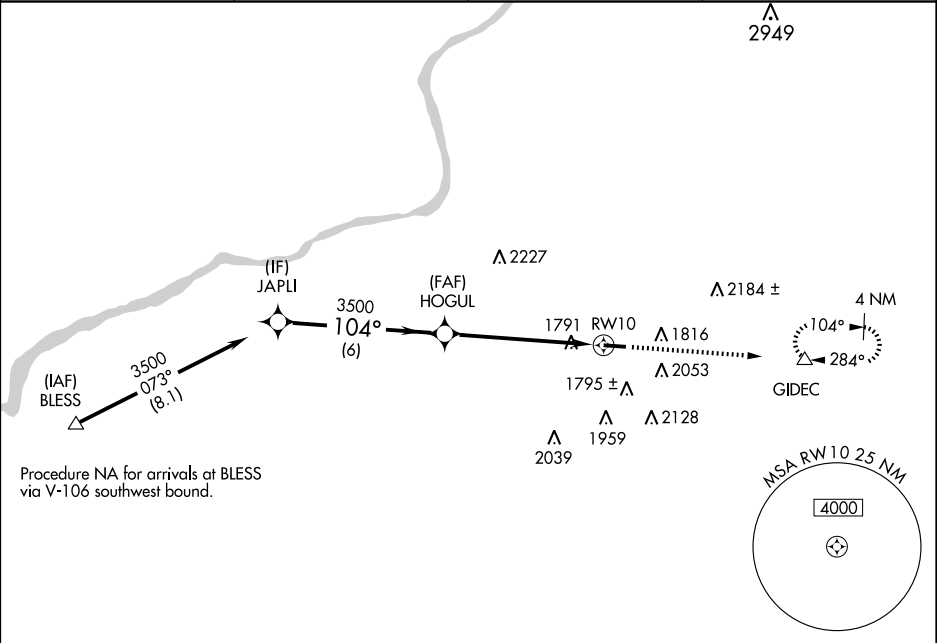 2949
2227
(IF)
JAPLI
(FAF)
HOGUL
2184 ±
4 NM
3500
104°
(6)
1791
RW10
1816
104°
284°
3500
073°
(8.1)
(IAF)
BLESS
2053
1795 ±
GIDEC
2128
1959
2039
Procedure NA for arrivals at BLESS
via V-106 southwest bound.
MSA RW10 25 NM
4000